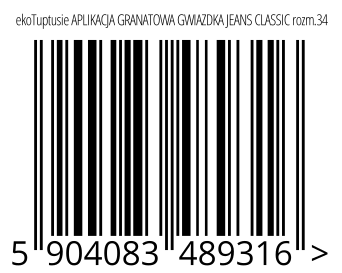 ekoTuptusie APLIKACJA GRANATOWA GWIAZDKA JEANS CLASSIC rozm.34
5 904083 489316 >